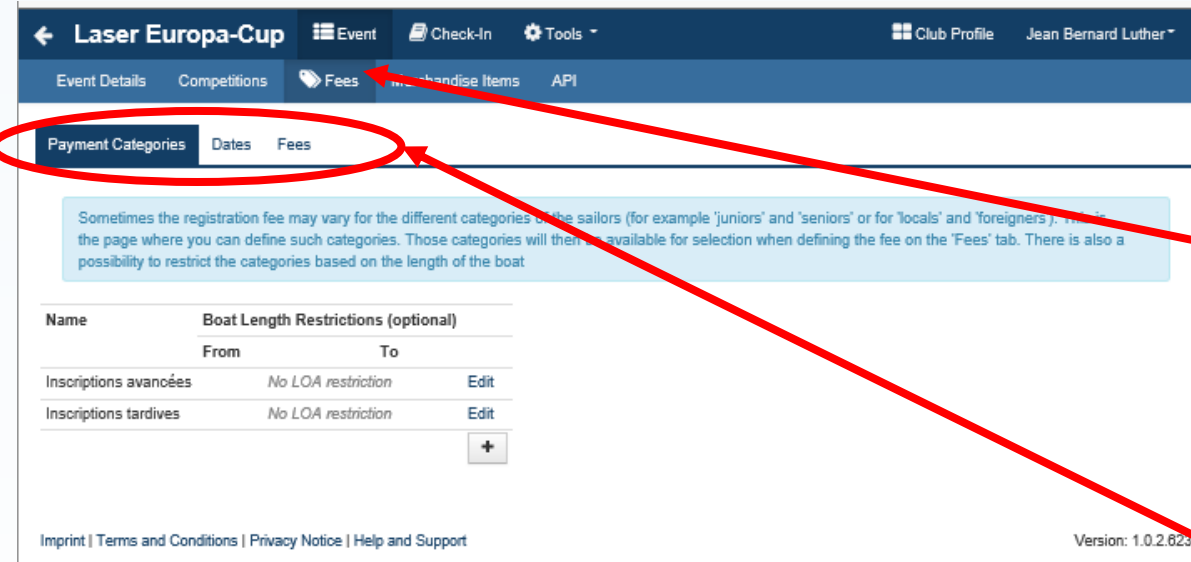 Laser Europa-Cup Event Check-In Tools Club Profile Jean Bernard Luther
Event Details Competitions Fees Merchandise Items API
Payment Categories Dates Fees
Sometimes the registration fee may vary for the different categories of the sailors (for example 'juniors' and 'seniors' or for 'locals' and 'foreigners'). This is
the page where you can define such categories. Those categories will then be available for selection when defining the fee on the 'Fees' tab. There is also a
possibility to restrict the categories based on the length of the boat
Name Boat Length Restrictions (optional)
From To
Inscriptions avancées No LOA restriction Edit
Inscriptions tardives No LOA restriction Edit
+
Imprint | Terms and Conditions | Privacy Notice | Help and Support Version: 1.0.2.623